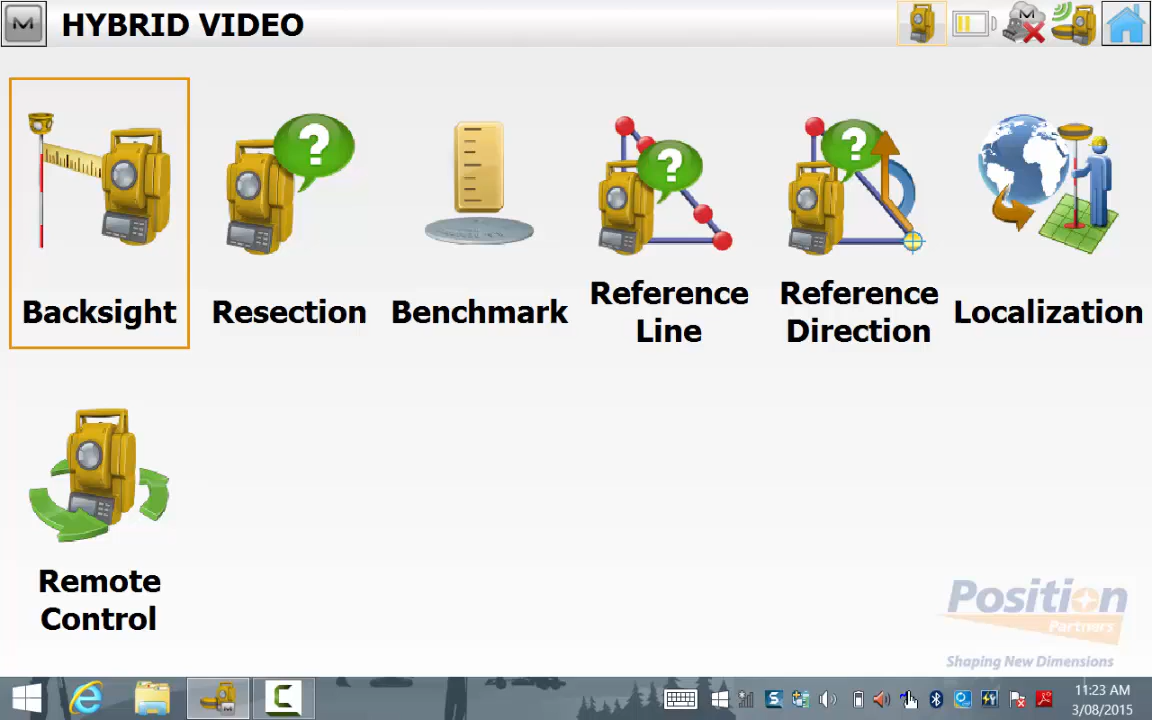 M HYBRID VIDEO
M
Backsight
Resection
Benchmark
Reference
Line
Reference
Direction
Localization
Remote
Control
Position
Partners
Shaping New Dimensions
11:23 AM
3/08/2015